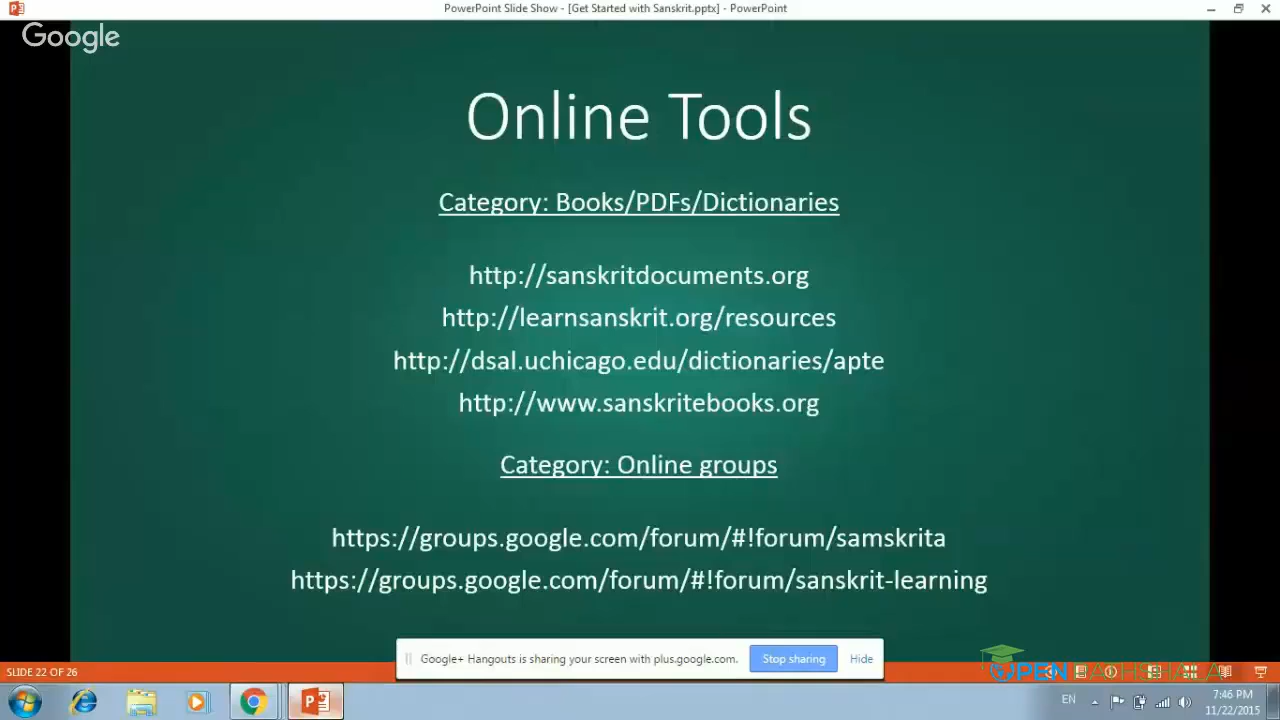 PowerPoint Slide Show - [Get Started with Sanskrit.pptx] - PowerPoint
Google
Online Tools
Category: Books/PDFs/Dictionaries
http://sanskritdocuments.org
http://learnsanskrit.org/resources
http://dsal.uchicago.edu/dictionaries/apte
http://www.sanskritebooks.org
Category: Online groups
https://groups.google.com/forum/#!forum/samskrita
https://groups.google.com/forum/#!forum/sanskrit-learning
Google+ Hangouts is sharing your screen with plus.google.com.
Stop sharing
Hide
SLIDE 22 OF 26
OPEN PATHSHALA
EN
7:46 PM
11/22/2015